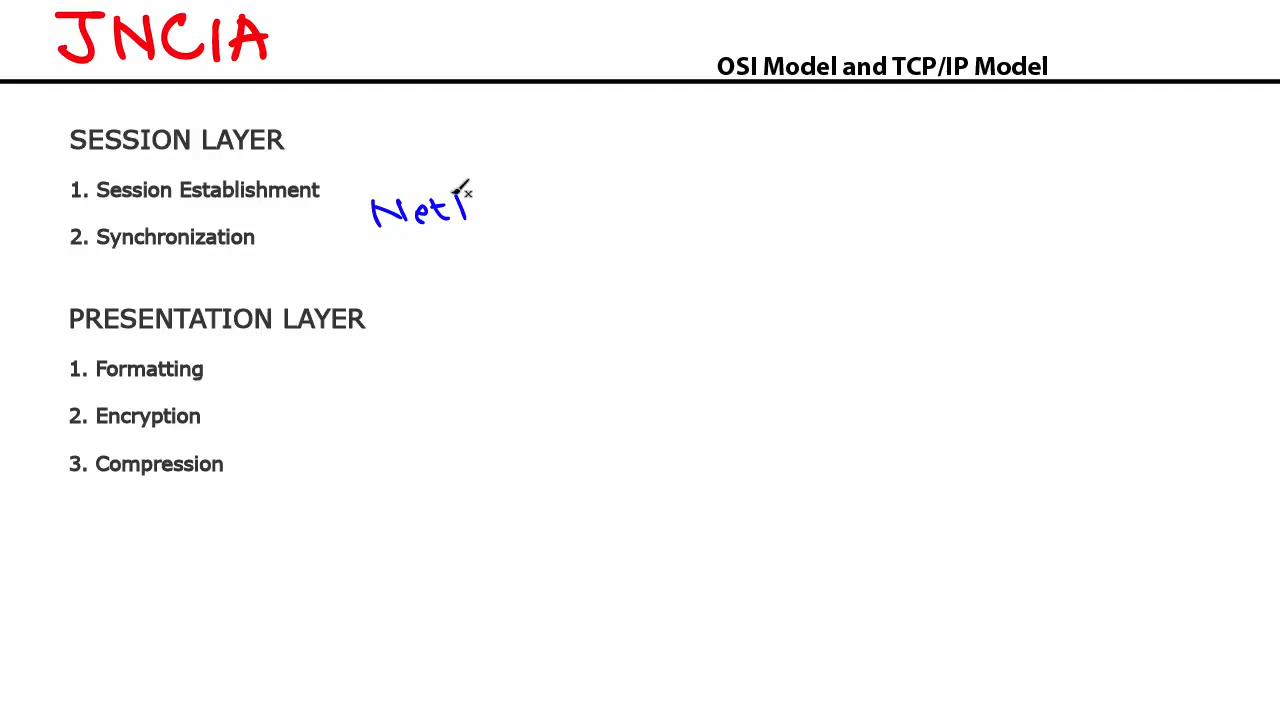 JNCIA
OSI Model and TCP/IP Model
SESSION LAYER
1. Session Establishment
Net
2. Synchronization
PRESENTATION LAYER
1. Formatting
2. Encryption
3. Compression